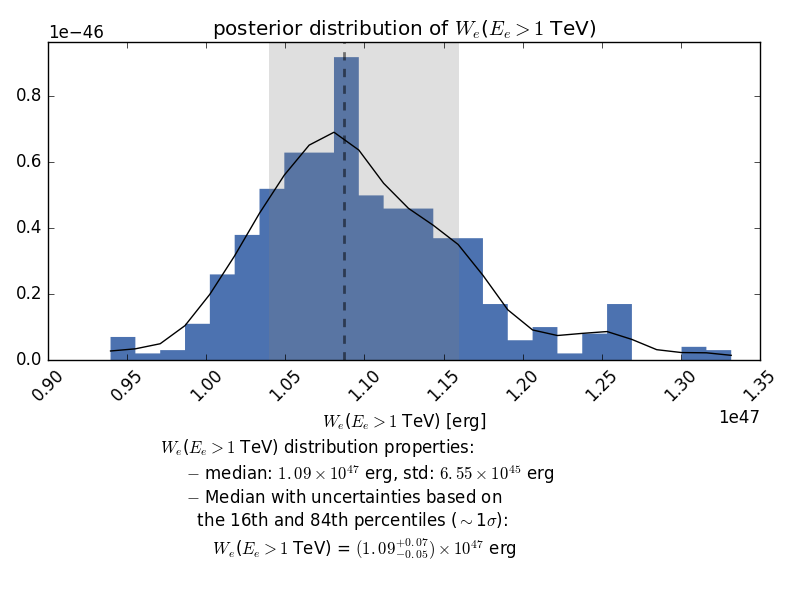 posterior distribution of W_e(E_e > 1 TeV)
1e−46
0.8
0.6
0.4
0.2
0.0
0.90 0.95 1.00 1.05 1.10 1.15 1.20 1.25 1.30 1.35
1e47
W_e(E_e > 1 TeV) [erg]
W_e(E_e > 1 TeV) distribution properties:
− median: 1.09 × 10^47 erg, std: 6.55 × 10^45 erg
− Median with uncertainties based on
the 16th and 84th percentiles (∼1σ):
W_e(E_e > 1 TeV) = (1.09^{+0.07}_{−0.05}) × 10^47 erg